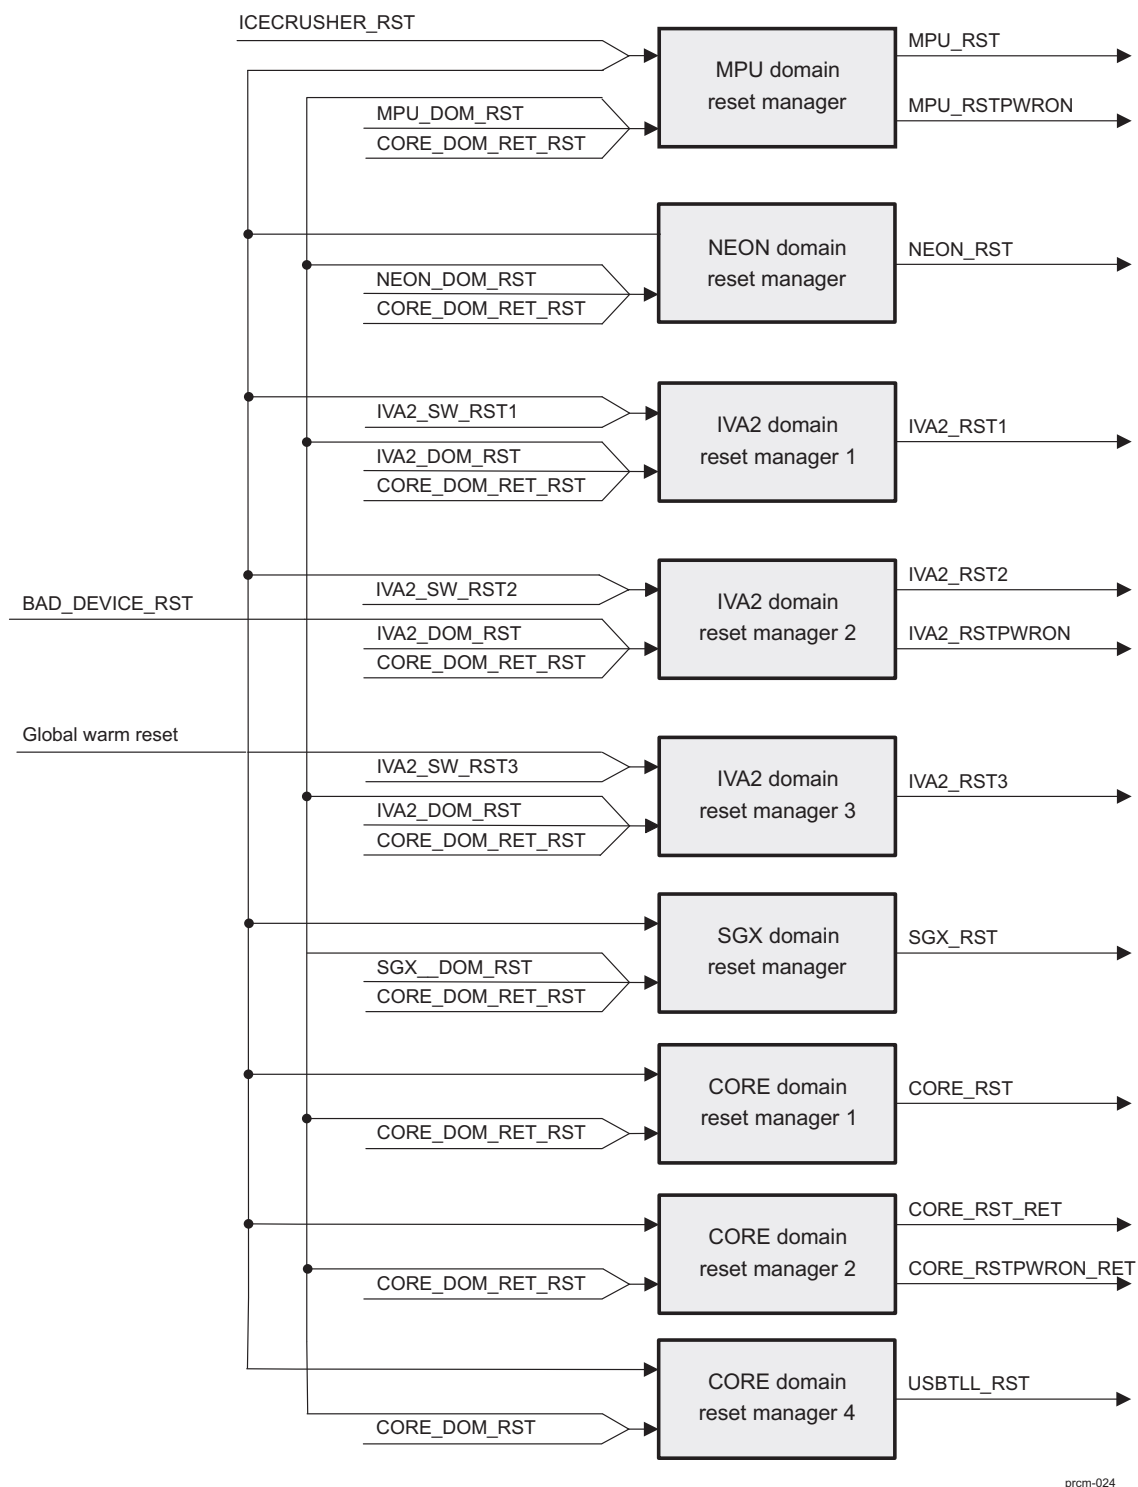 ICECRUSHER_RST
MPU domain
reset manager
MPU_RST
MPU_RSTPWRON
MPU_DOM_RST
CORE_DOM_RET_RST
NEON domain
reset manager
NEON_RST
NEON_DOM_RST
CORE_DOM_RET_RST
IVA2_SW_RST1
IVA2 domain
reset manager 1
IVA2_RST1
IVA2_DOM_RST
CORE_DOM_RET_RST
BAD_DEVICE_RST
IVA2_SW_RST2
IVA2 domain
reset manager 2
IVA2_RST2
IVA2_RSTPWRON
IVA2_DOM_RST
CORE_DOM_RET_RST
Global warm reset
IVA2_SW_RST3
IVA2 domain
reset manager 3
IVA2_RST3
IVA2_DOM_RST
CORE_DOM_RET_RST
SGX domain
reset manager
SGX_RST
SGX__DOM_RST
CORE_DOM_RET_RST
CORE domain
reset manager 1
CORE_RST
CORE_DOM_RET_RST
CORE domain
reset manager 2
CORE_RST_RET
CORE_RSTPWRON_RET
CORE_DOM_RET_RST
CORE domain
reset manager 4
USBTLL_RST
CORE_DOM_RST
prcm-024